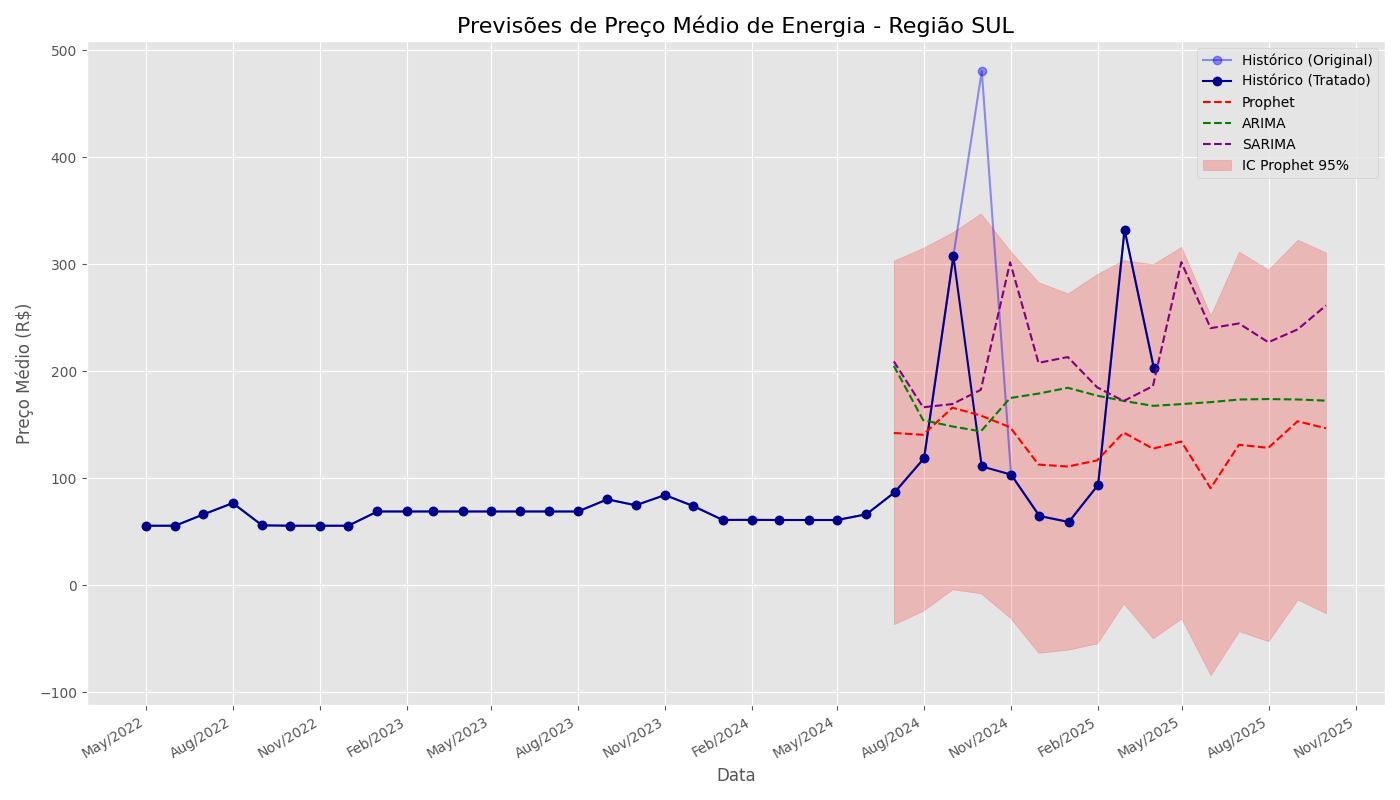 Previsões de Preço Médio de Energia - Região SUL
500
400
300
200
100
0
−100
Preço Médio (R$)
Histórico (Original)
Histórico (Tratado)
Prophet
ARIMA
SARIMA
IC Prophet 95%
May/2022
Aug/2022
Nov/2022
Feb/2023
May/2023
Aug/2023
Nov/2023
Feb/2024
May/2024
Aug/2024
Nov/2024
Feb/2025
May/2025
Aug/2025
Nov/2025
Data